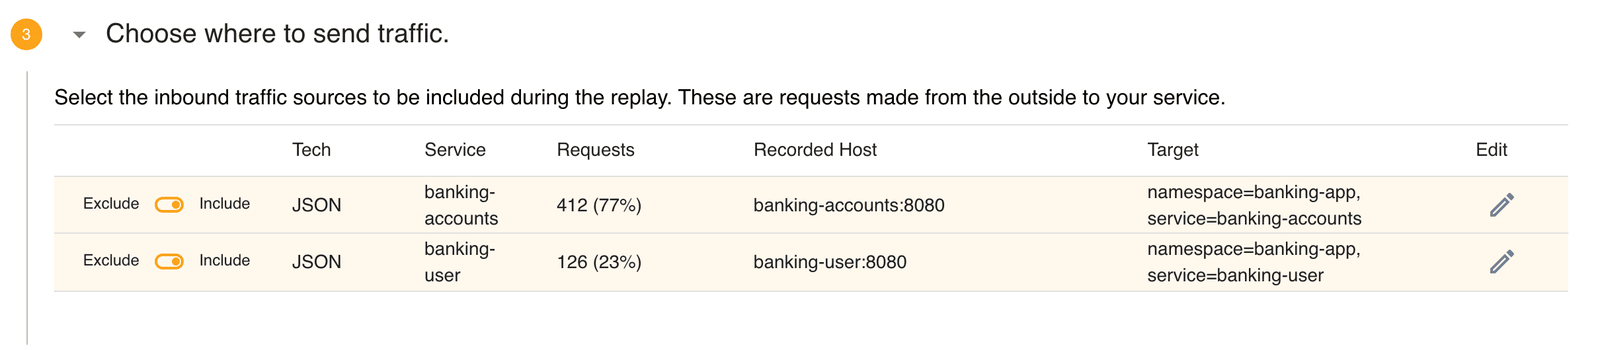 3 Choose where to send traffic.
Select the inbound traffic sources to be included during the replay. These are requests made from the outside to your service.
Tech Service Requests Recorded Host Target Edit
Exclude Include JSON banking- 412 (77%) banking-accounts:8080 namespace=banking-app,
accounts service=banking-accounts
Exclude Include JSON banking- 126 (23%) banking-user:8080 namespace=banking-app,
user service=banking-user